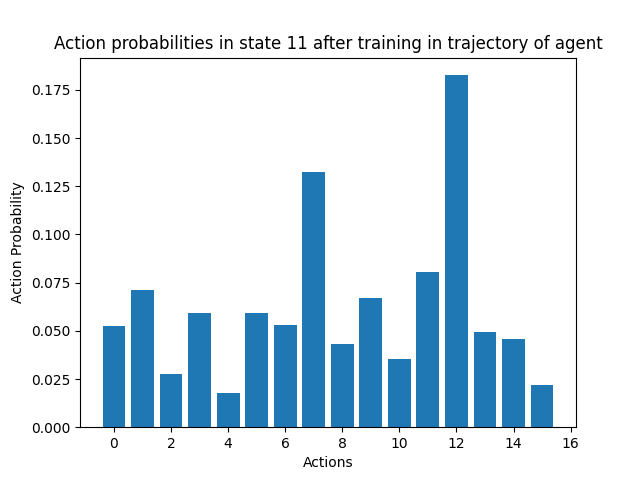 Action probabilities in state 11 after training in trajectory of agent
0.175
0.150
0.125
0.100
0.075
0.050
0.025
0.000
Action Probability
0 2 4 6 8 10 12 14 16
Actions